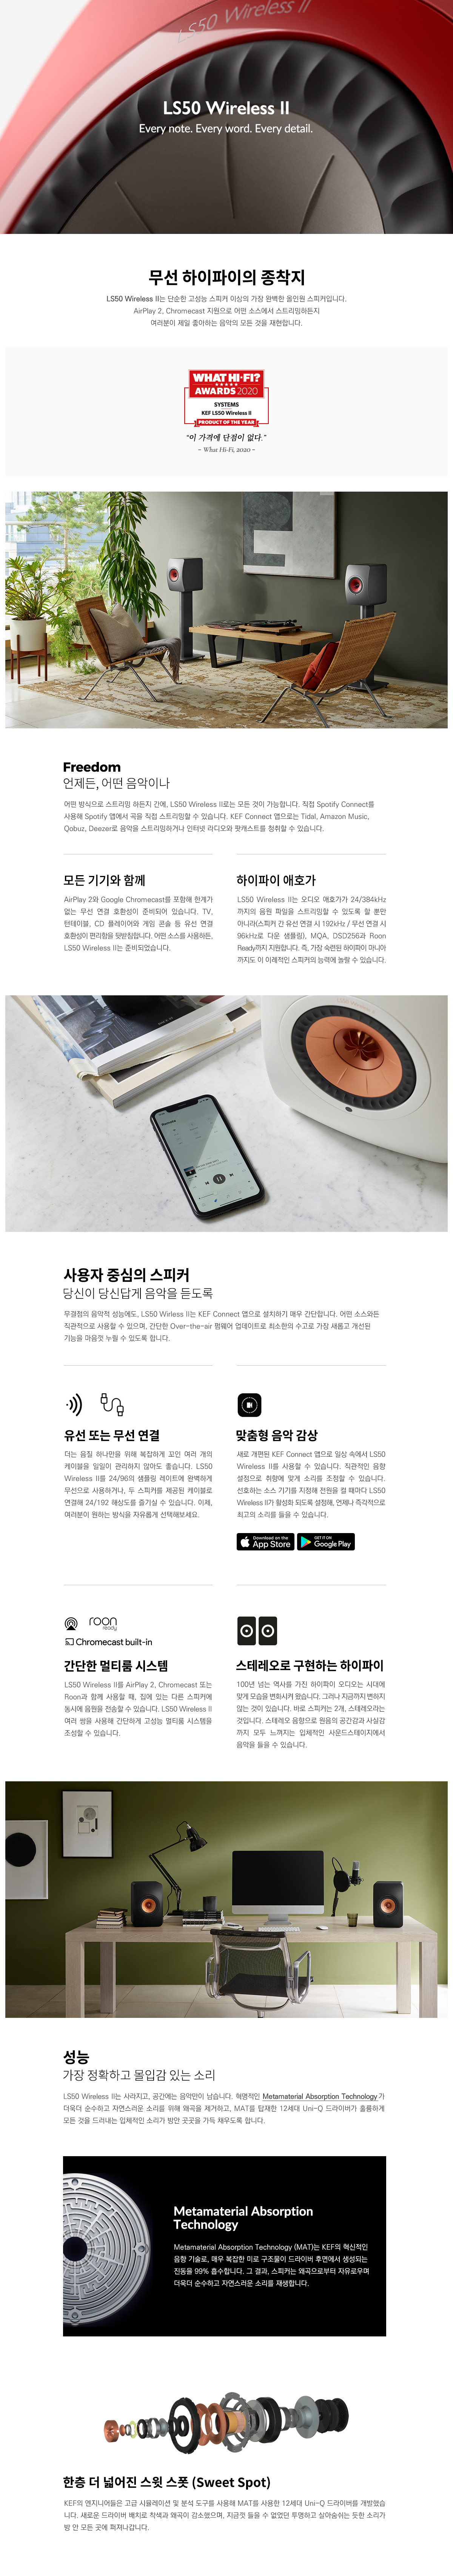 LS50 Wireless II
LS50 Wireless II
Every note. Every word. Every detail.
무선 하이파이의 종착지
LS50 Wireless II는 단순한 고성능 스피커 이상의 가장 완벽한 올인원 스피커입니다.
AirPlay 2, Chromecast 지원으로 어떤 소스에서 스트리밍하든지
여러분이 제일 좋아하는 음악의 모든 것을 재현합니다.
WHAT HI-FI?
AWARDS 2020
SYSTEMS
KEF LS50 Wireless II
PRODUCT OF THE YEAR
"이 가격에 단점이 없다."
- What Hi-Fi, 2020 -
Freedom
언제든, 어떤 음악이나
어떤 방식으로 스트리밍 하든지 간에, LS50 Wireless II로는 모든 것이 가능합니다. 직접 Spotify Connect를
사용해 Spotify 앱에서 곡을 직접 스트리밍할 수 있습니다. KEF Connect 앱으로는 Tidal, Amazon Music,
Qobuz, Deezer로 음악을 스트리밍하거나 인터넷 라디오와 팟캐스트를 청취할 수 있습니다.
모든 기기와 함께
AirPlay 2와 Google Chromecast를 포함해 한계가
없는 무선 연결 호환성이 준비되어 있습니다. TV,
턴테이블, CD 플레이어와 게임 콘솔 등 유선 연결
호환성이 편리함을 뒷받침합니다. 어떤 소스를 사용하든,
LS50 Wireless II는 준비되었습니다.
하이파이 애호가
LS50 Wireless II는 오디오 애호가가 24/384kHz
까지의 음원 파일을 스트리밍할 수 있도록 할 뿐만
아니라(스피커 간 유선 연결 시 192kHz / 무선 연결 시
96kHz로 다운 샘플링), MQA, DSD256과 Roon
Ready까지 지원합니다. 즉, 가장 숙련된 하이파이 마니아
까지도 이 이례적인 스피커의 능력에 놀랄 수 있습니다.
사용자 중심의 스피커
당신이 당신답게 음악을 듣도록
무결점의 음악적 성능에도, LS50 Wirless II는 KEF Connect 앱으로 설치하기 매우 간단합니다. 어떤 소스와든
직관적으로 사용할 수 있으며, 간단한 Over-the-air 펌웨어 업데이트로 최소한의 수고로 가장 새롭고 개선된
기능을 마음껏 누릴 수 있도록 합니다.
유선 또는 무선 연결
더는 음질 하나만을 위해 복잡하게 꼬인 여러 개의
케이블을 일일이 관리하지 않아도 좋습니다. LS50
Wireless II를 24/96의 샘플링 레이트에 완벽하게
무선으로 사용하거나, 두 스피커를 제공된 케이블로
연결해 24/192 해상도를 즐기실 수 있습니다. 이제,
여러분이 원하는 방식을 자유롭게 선택해보세요.
맞춤형 음악 감상
새로 개편된 KEF Connect 앱으로 일상 속에서 LS50
Wireless II를 사용할 수 있습니다. 직관적인 음향
설정으로 취향에 맞게 소리를 조정할 수 있습니다.
선호하는 소스 기기를 지정해 전원을 켤 때마다 LS50
Wireless II가 활성화 되도록 설정해, 언제나 즉각적으로
최고의 소리를 들을 수 있습니다.
Download on the
App Store
GET IT ON
Google Play
roon
ready
Chromecast built-in
간단한 멀티룸 시스템
LS50 Wireless II를 AirPlay 2, Chromecast 또는
Roon과 함께 사용할 때, 집에 있는 다른 스피커에
동시에 음원을 전송할 수 있습니다. LS50 Wireless II
여러 쌍을 사용해 간단하게 고성능 멀티룸 시스템을
조성할 수 있습니다.
스테레오로 구현하는 하이파이
100년 넘는 역사를 가진 하이파이 오디오는 시대에
맞게 모습을 변화시켜 왔습니다. 그러나 지금까지 변하지
않는 것이 있습니다. 바로 스피커는 2개, 스테레오라는
것입니다. 스테레오 음향으로 원음의 공간감과 사실감
까지 모두 느껴지는 입체적인 사운드스테이지에서
음악을 들을 수 있습니다.
성능
가장 정확하고 몰입감 있는 소리
LS50 Wireless II는 사라지고, 공간에는 음악만이 남습니다. 혁명적인 Metamaterial Absorption Technology가
더욱더 순수하고 자연스러운 소리를 위해 왜곡을 제거하고, MAT를 탑재한 12세대 Uni-Q 드라이버가 훌륭하게
모든 것을 드러내는 입체적인 소리가 방안 곳곳을 가득 채우도록 합니다.
Metamaterial Absorption
Technology
Metamaterial Absorption Technology (MAT)는 KEF의 혁신적인
음향 기술로, 매우 복잡한 미로 구조물이 드라이버 후면에서 생성되는
진동을 99% 흡수합니다. 그 결과, 스피커는 왜곡으로부터 자유로우며
더욱더 순수하고 자연스러운 소리를 재생합니다.
한층 더 넓어진 스윗 스폿 (Sweet Spot)
KEF의 엔지니어들은 고급 시뮬레이션 및 분석 도구를 사용해 MAT를 사용한 12세대 Uni-Q 드라이버를 개발했습
니다. 새로운 드라이버 배치로 착색과 왜곡이 감소했으며, 지금껏 들을 수 없었던 투명하고 살아숨쉬는 듯한 소리가
방 안 모든 곳에 퍼져나갑니다.